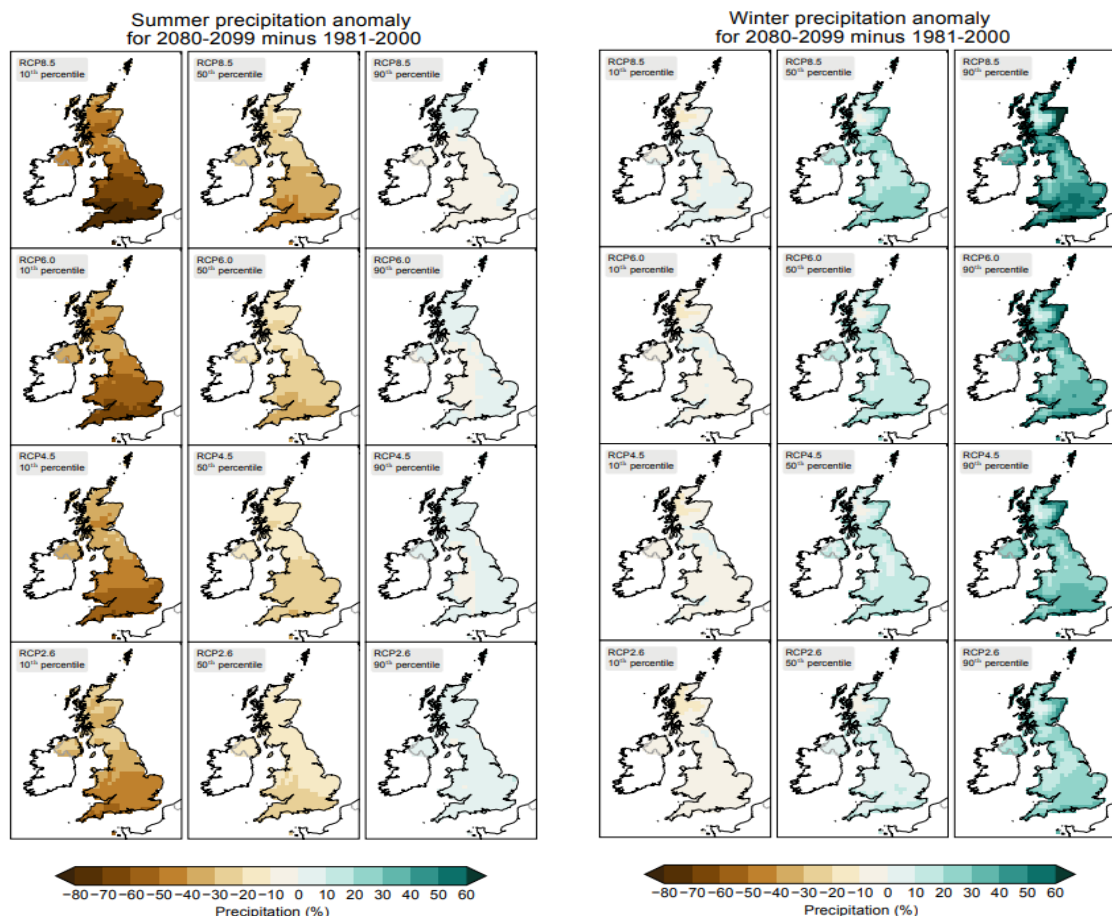 Summer precipitation anomaly
for 2080-2099 minus 1981-2000
RCP8.5
10th percentile
RCP8.5
50th percentile
RCP8.5
90th percentile
RCP6.0
10th percentile
RCP6.0
50th percentile
RCP6.0
90th percentile
RCP4.5
10th percentile
RCP4.5
50th percentile
RCP4.5
90th percentile
RCP2.6
10th percentile
RCP2.6
50th percentile
RCP2.6
90th percentile
−80 −70 −60 −50 −40 −30 −20 −10 0 10 20 30 40 50 60
Precipitation (%)
Winter precipitation anomaly
for 2080-2099 minus 1981-2000
RCP8.5
10th percentile
RCP8.5
50th percentile
RCP8.5
90th percentile
RCP6.0
10th percentile
RCP6.0
50th percentile
RCP6.0
90th percentile
RCP4.5
10th percentile
RCP4.5
50th percentile
RCP4.5
90th percentile
RCP2.6
10th percentile
RCP2.6
50th percentile
RCP2.6
90th percentile
−80 −70 −60 −50 −40 −30 −20 −10 0 10 20 30 40 50 60
Precipitation (%)